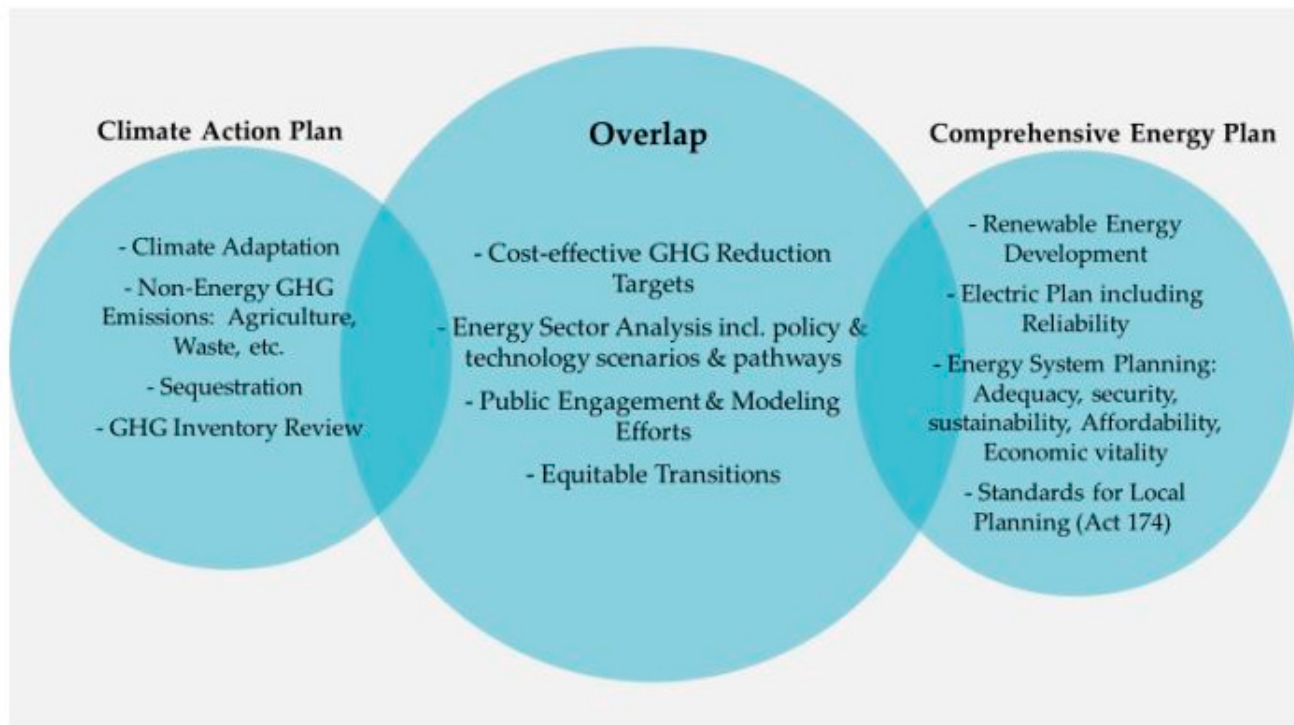 Climate Action Plan
- Climate Adaptation
- Non-Energy GHG
Emissions: Agriculture,
Waste, etc.
- Sequestration
- GHG Inventory Review
Overlap
- Cost-effective GHG Reduction
Targets
- Energy Sector Analysis incl. policy &
technology scenarios & pathways
- Public Engagement & Modeling
Efforts
- Equitable Transitions
Comprehensive Energy Plan
- Renewable Energy
Development
- Electric Plan including
Reliability
- Energy System Planning:
Adequacy, security,
sustainability, Affordability,
Economic vitality
- Standards for Local
Planning (Act 174)